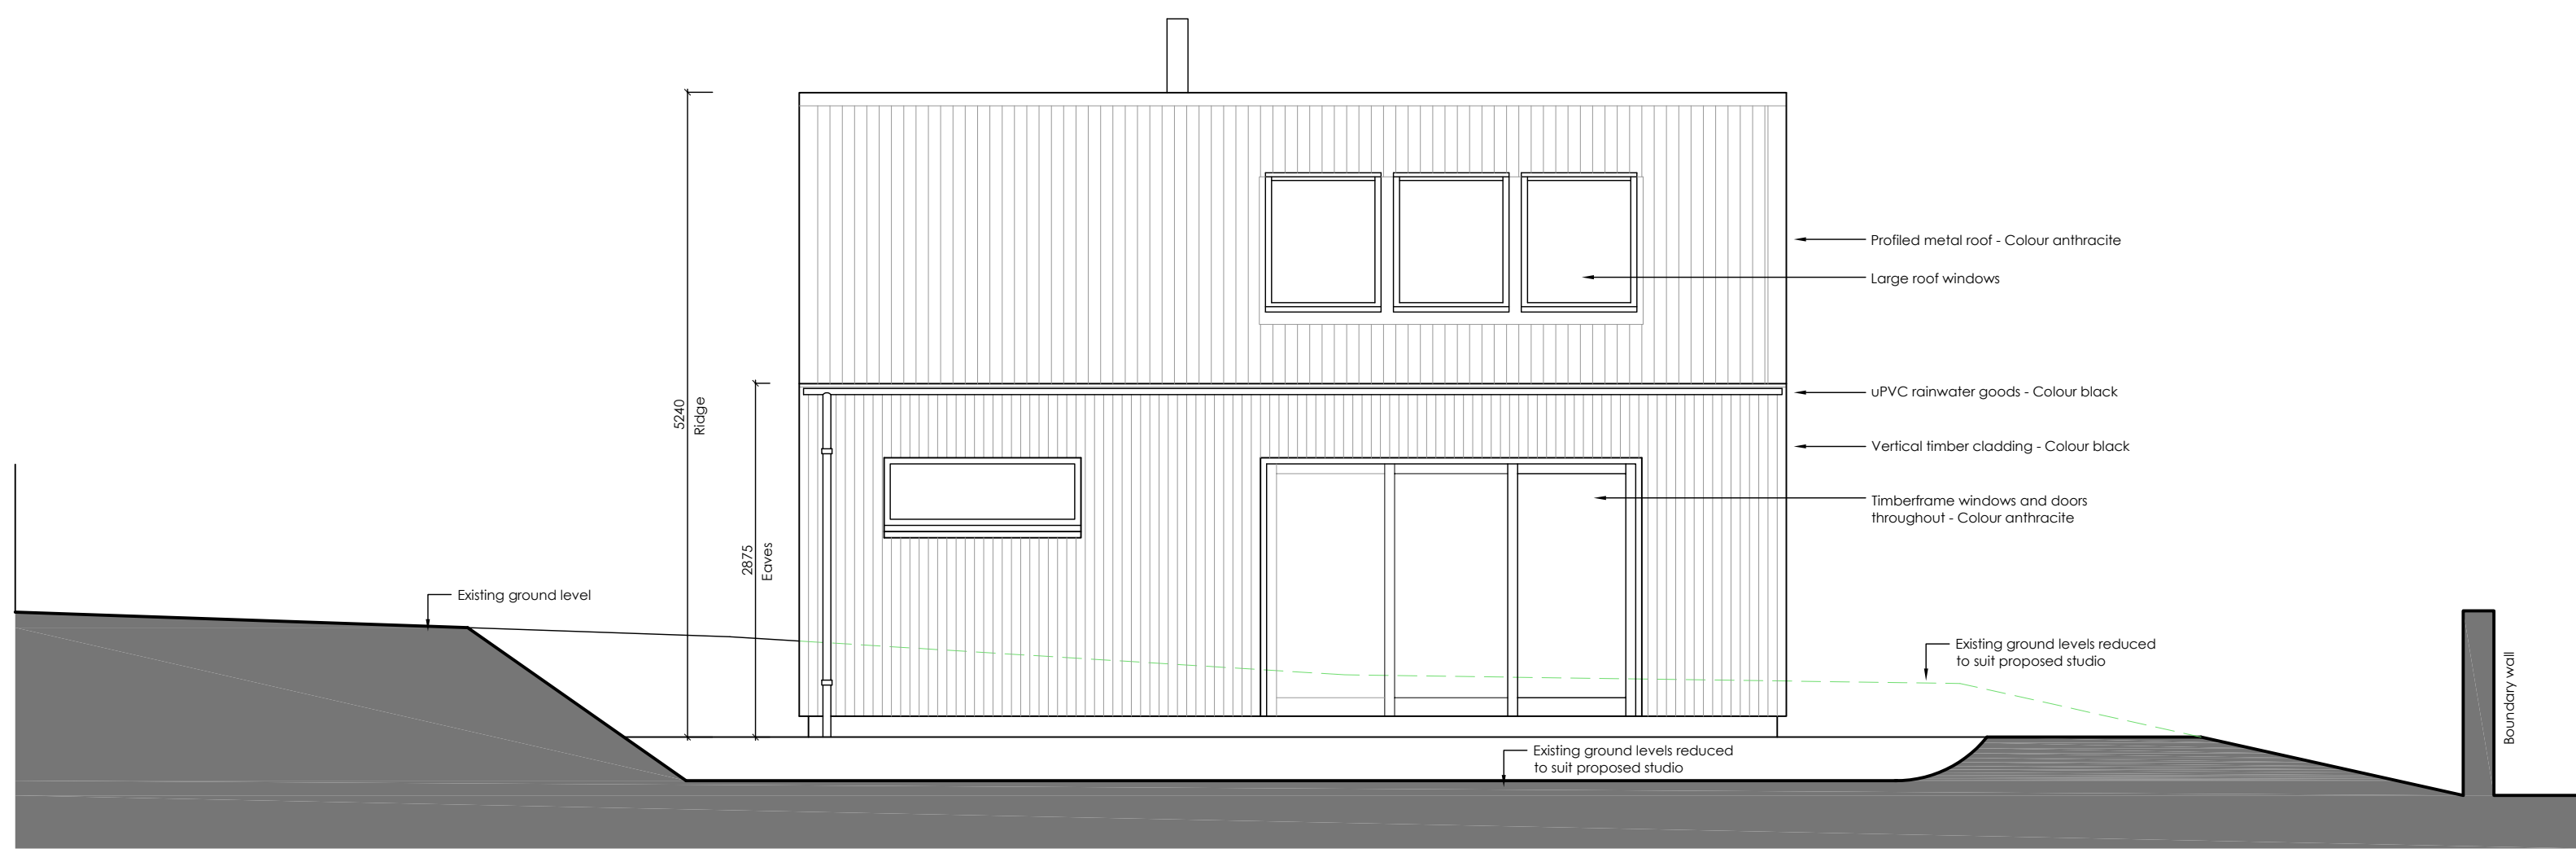 Profiled metal roof - Colour anthracite
Large roof windows
uPVC rainwater goods - Colour black
5240
Ridge
Vertical timber cladding - Colour black
Timberframe windows and doors
throughout - Colour anthracite
2875
Eaves
Existing ground level
Existing ground levels reduced
to suit proposed studio
Boundary wall
Existing ground levels reduced
to suit proposed studio